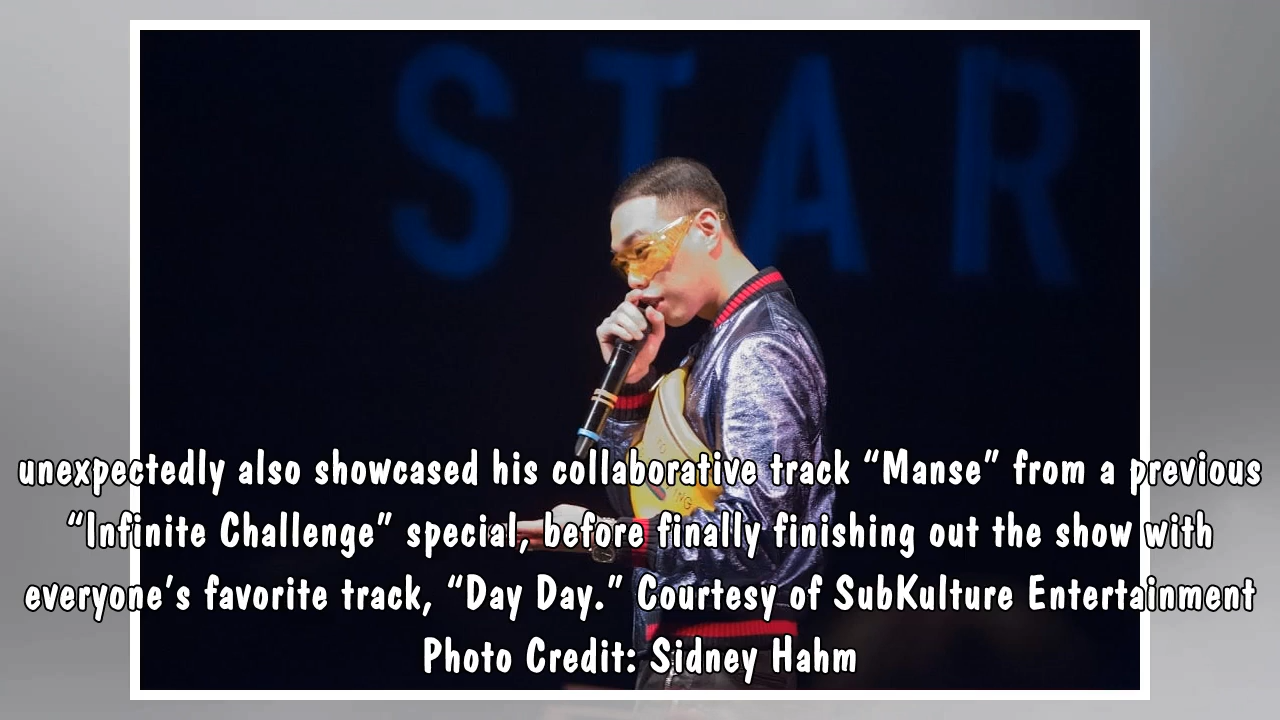 STAR
unexpectedly also showcased his collaborative track “Manse” from a previous
“Infinite Challenge” special, before finally finishing out the show with
everyone’s favorite track, “Day Day.” Courtesy of SubKulture Entertainment
Photo Credit: Sidney Hahm